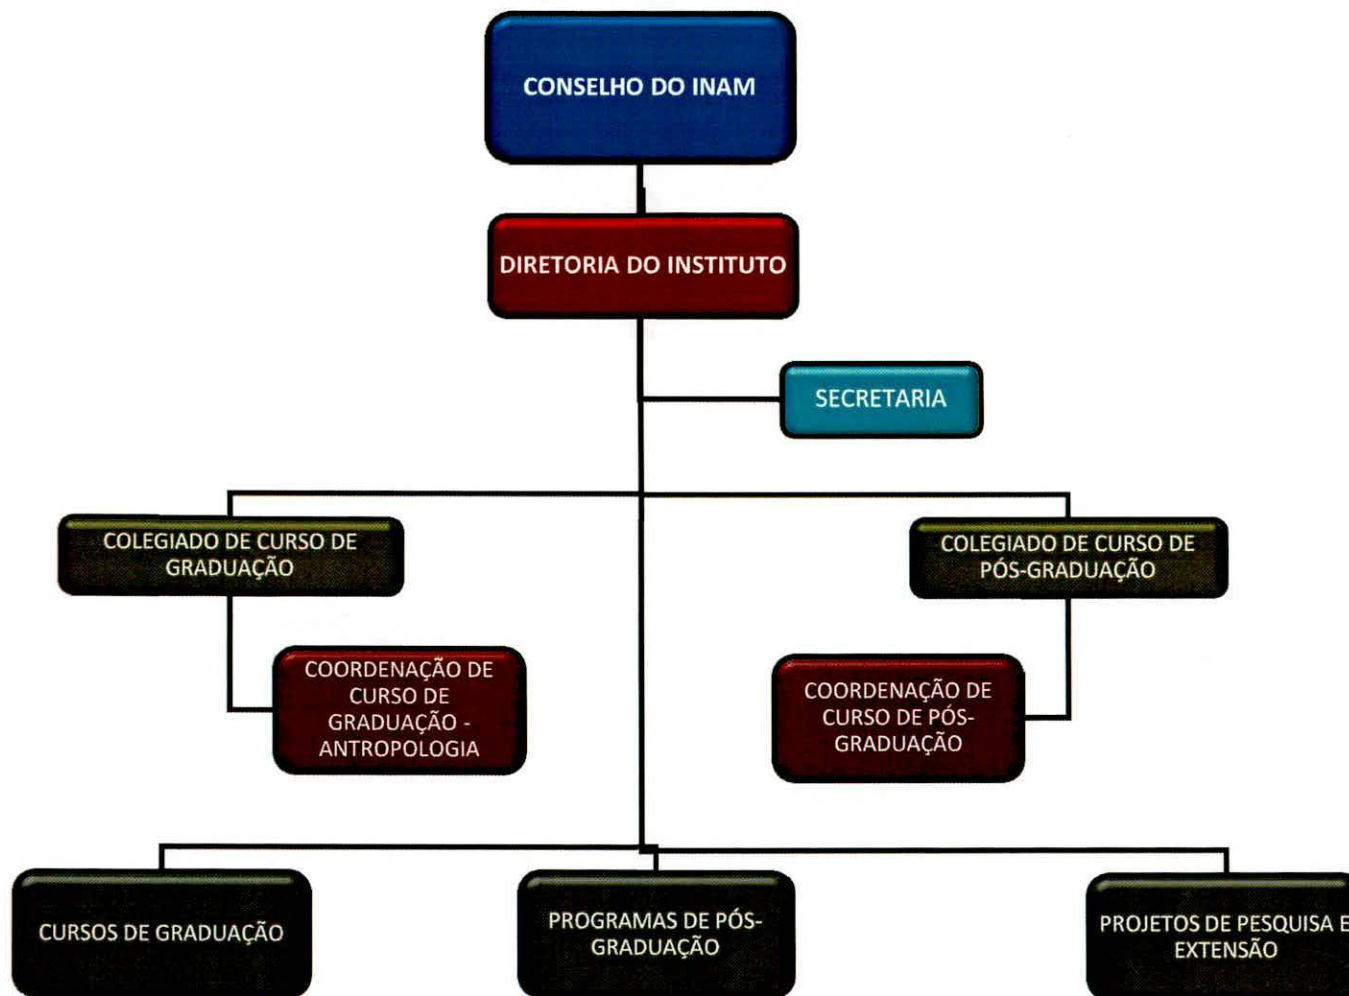 CONSELHO DO INAM
DIRETORIA DO INSTITUTO
SECRETARIA
COLEGIADO DE CURSO DE
GRADUAÇÃO
COLEGIADO DE CURSO DE
PÓS-GRADUAÇÃO
COORDENAÇÃO DE
CURSO DE
GRADUAÇÃO -
ANTROPOLOGIA
COORDENAÇÃO DE
CURSO DE PÓS-
GRADUAÇÃO
CURSOS DE GRADUAÇÃO
PROGRAMAS DE PÓS-
GRADUAÇÃO
PROJETOS DE PESQUISA E
EXTENSÃO